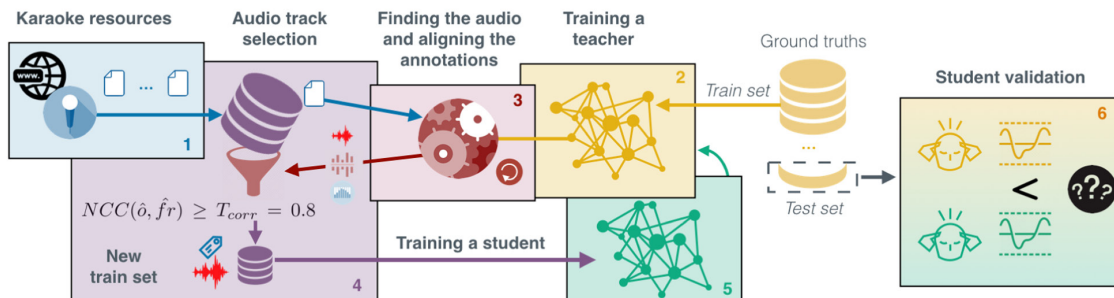 Karaoke resources
Audio track
selection
Finding the audio
and aligning the
annotations
Training a
teacher
Ground truths
Student validation
www.
...
1
3
2
Train set
...
Test set
6
???
<
NCC(ô, f̂r) ≥ T_corr = 0.8
New
train set
4
Training a student
5